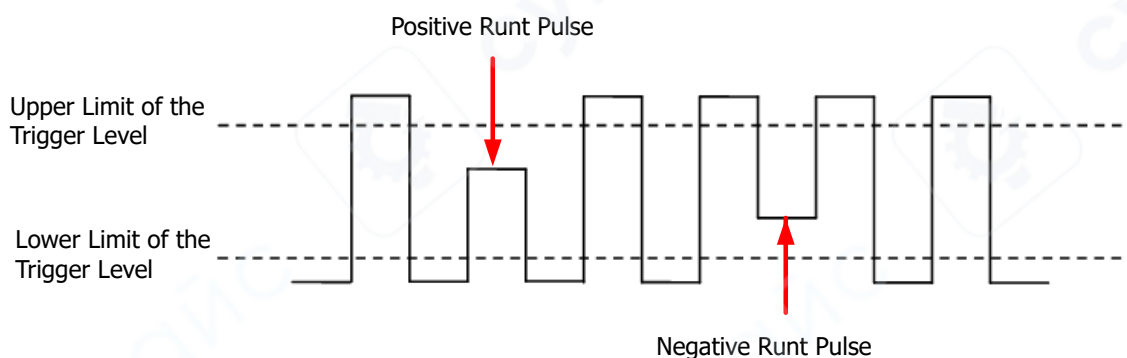 Positive Runt Pulse
Upper Limit of the
Trigger Level
Lower Limit of the
Trigger Level
Negative Runt Pulse